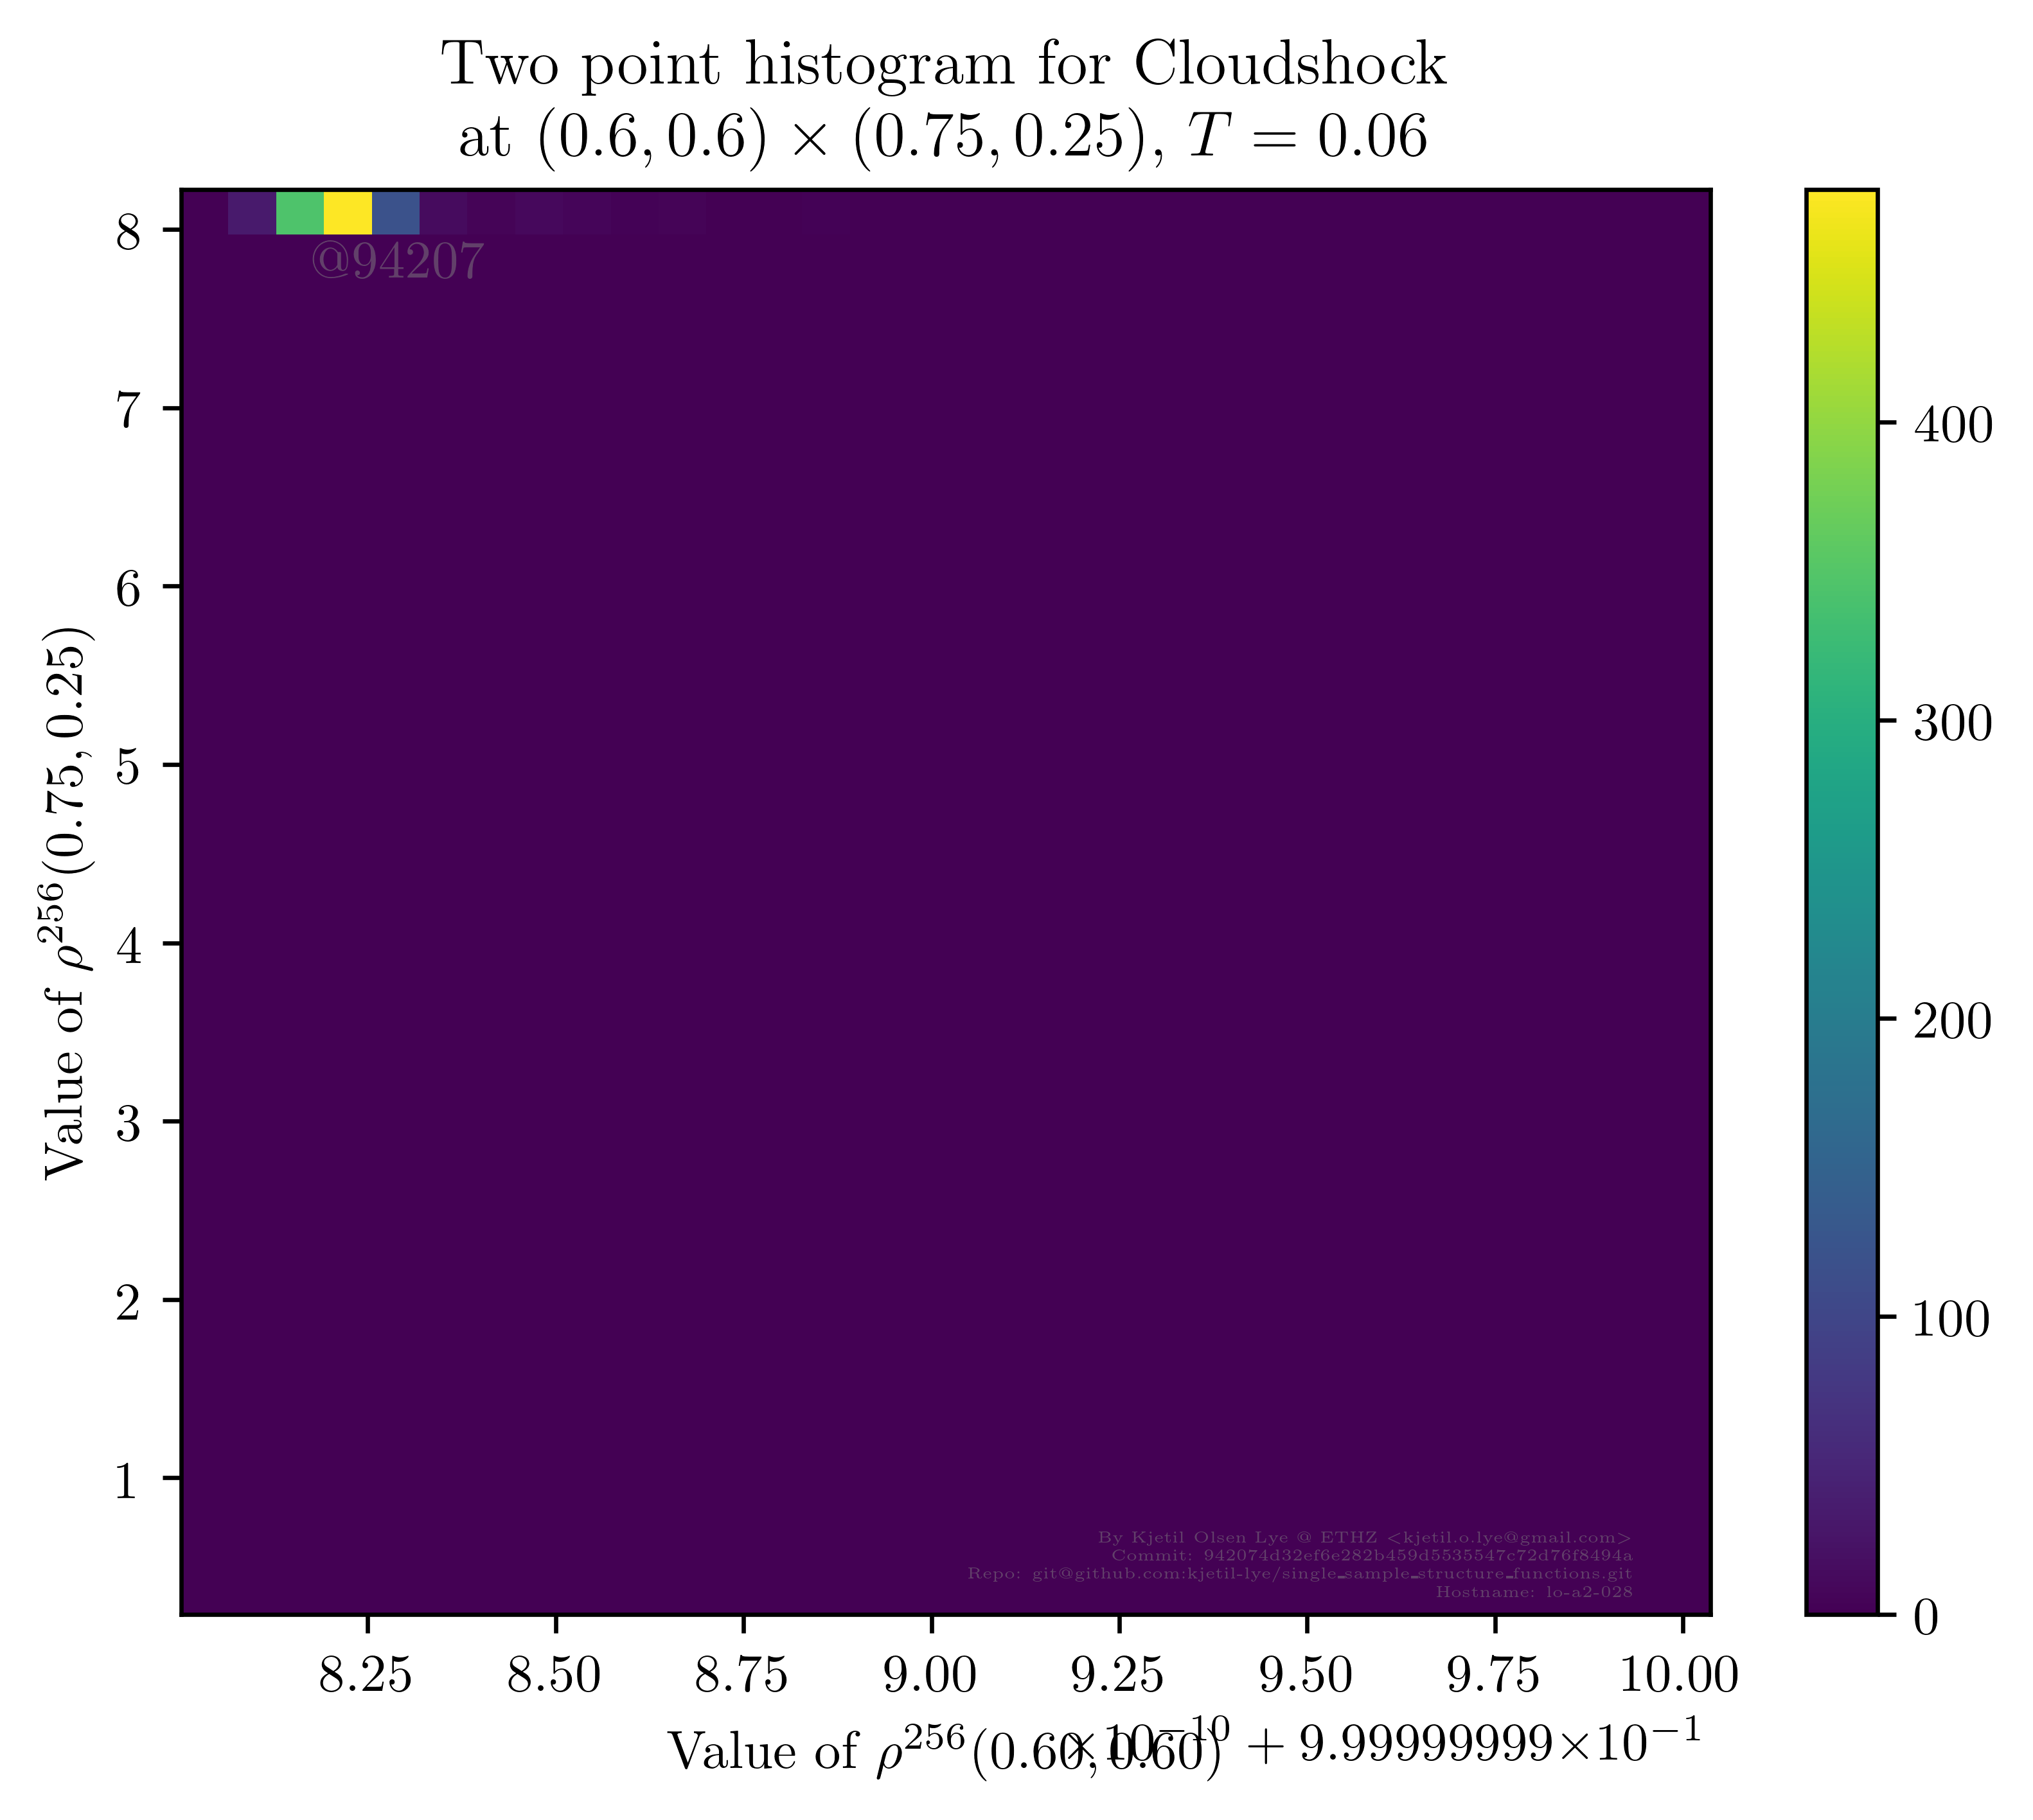 Two point histogram for Cloudshock
at (0.6, 0.6) × (0.75, 0.25), T = 0.06
8
7
6
5
4
3
2
1
Value of ρ^256(0.75, 0.25)
@94207
By Kjetil Olsen Lye @ ETHZ <kjetil.o.lye@gmail.com>
Commit: 942074d32ef6e282b459d5535547c72d76f8494a
Repo: git@github.com:kjetil-lye/single_sample_structure_functions.git
Hostname: lo-a2-028
8.25 8.50 8.75 9.00 9.25 9.50 9.75 10.00
Value of ρ^256(0.60, 0.60)
×10^−10 + 9.99999999×10^−1
400
300
200
100
0